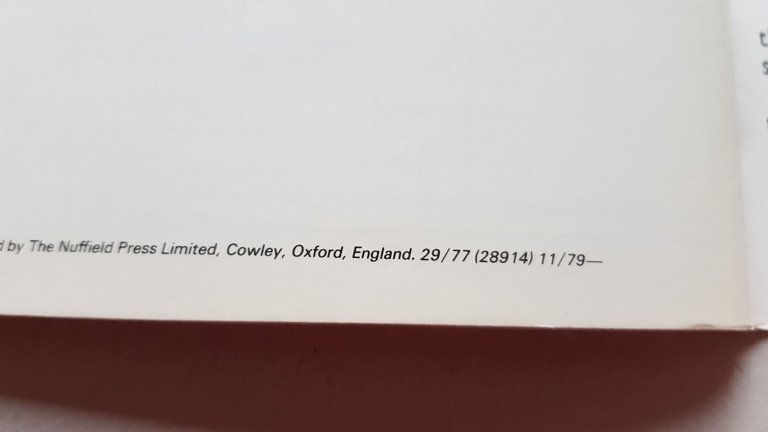 d by The Nuffield Press Limited, Cowley, Oxford, England. 29/77 (28914) 11/79—